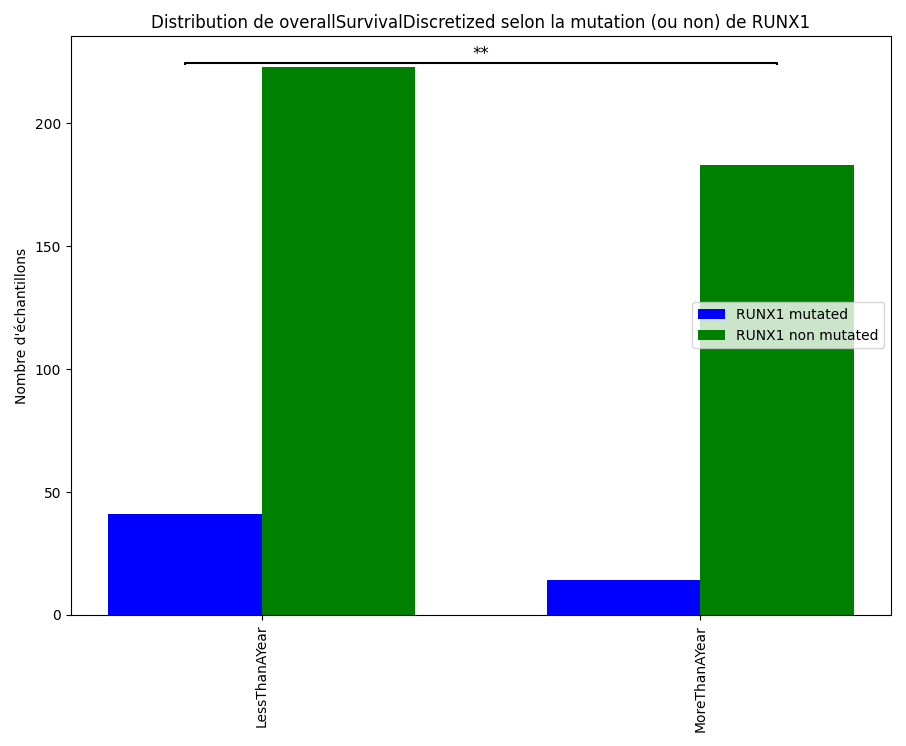 Distribution de overallSurvivalDiscretized selon la mutation (ou non) de RUNX1
**
Nombre d'échantillons
200
150
100
50
0
RUNX1 mutated
RUNX1 non mutated
LessThanAYear
MoreThanAYear